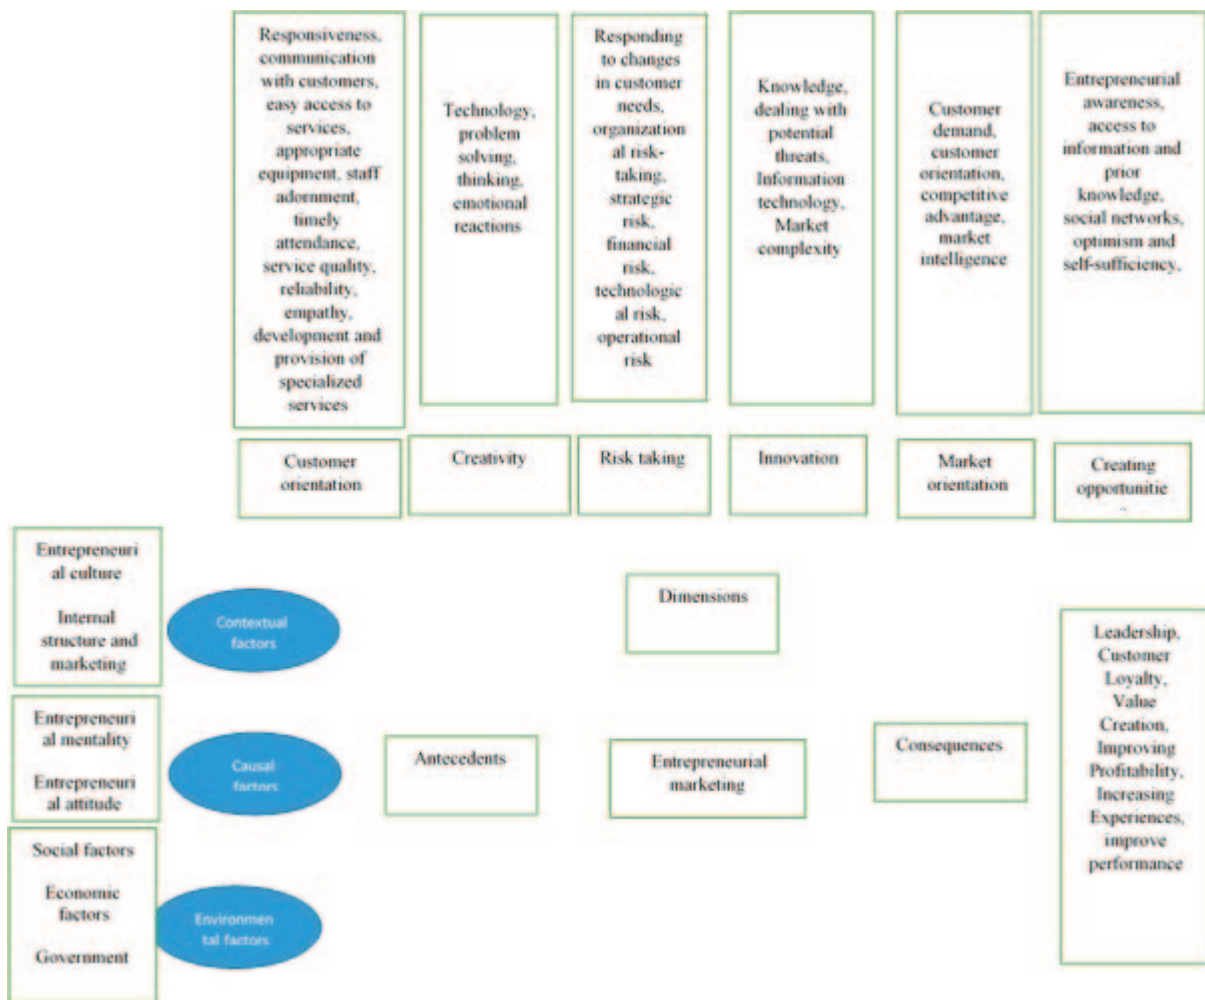 Responsiveness,
communication
with customers,
easy access to
services,
appropriate
equipment, staff
adornment,
timely
attendance,
service quality,
reliability,
empathy,
development and
provision of
specialized
services
Technology,
problem
solving,
thinking,
emotional
reactions
Responding
to changes
in customer
needs,
organization
al risk-
taking,
strategic
risk,
financial
risk,
technologic
al risk,
operational
risk
Knowledge,
dealing with
potential
threats,
Information
technology,
Market
complexity
Customer
demand,
customer
orientation,
competitive
advantage,
market
intelligence
Entrepreneurial
awareness,
access to
information and
prior
knowledge,
social networks,
optimism and
self-sufficiency,
Customer
orientation
Creativity
Risk taking
Innovation
Market
orientation
Creating
opportunitie
Entrepreneuri
al culture
Internal
structure and
marketing
Contextual
factors
Dimensions
Entrepreneuri
al mentality
Entrepreneuri
al attitude
Causal
factors
Antecedents
Entrepreneurial
marketing
Consequences
Leadership,
Customer
Loyalty,
Value
Creation,
Improving
Profitability,
Increasing
Experiences,
improve
performance
Social factors
Economic
factors
Government
Environmen
tal factors